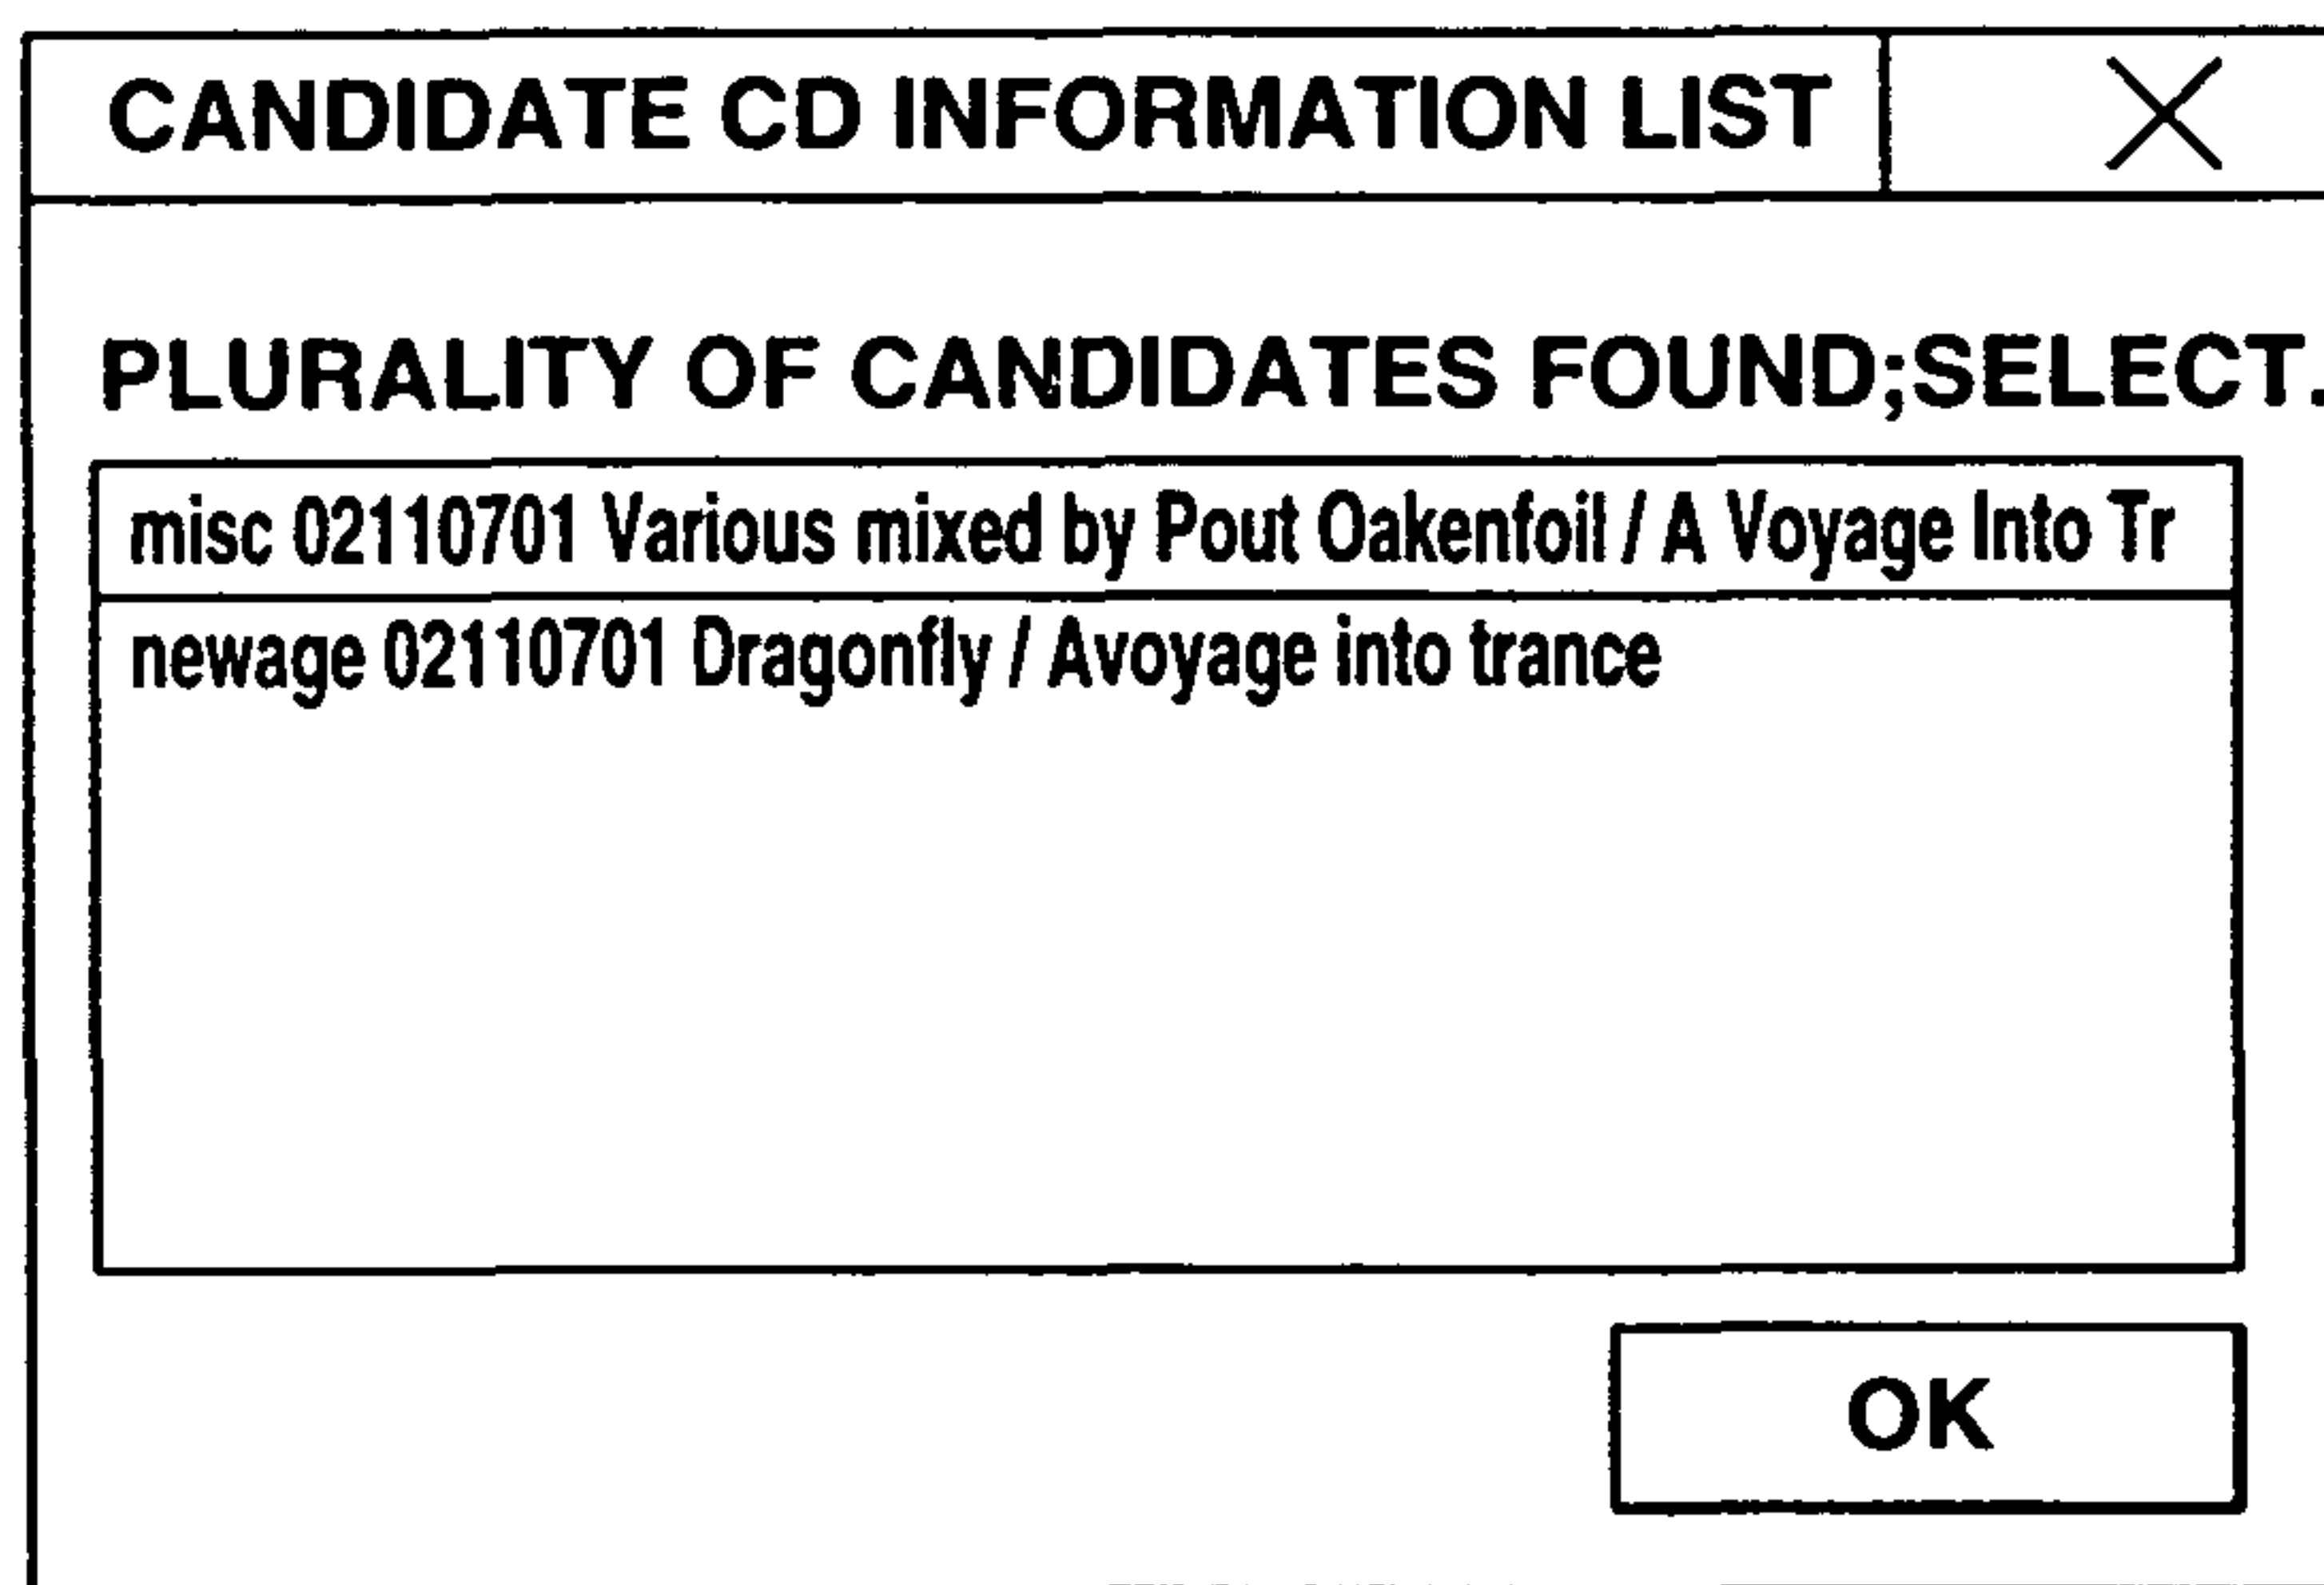 CANDIDATE CD INFORMATION LIST
PLURALITY OF CANDIDATES FOUND;SELECT.
misc 02110701 Various mixed by Pout Oakenfoil / A Voyage Into Tr
newage 02110701 Dragonfly / Avoyage into trance
OK